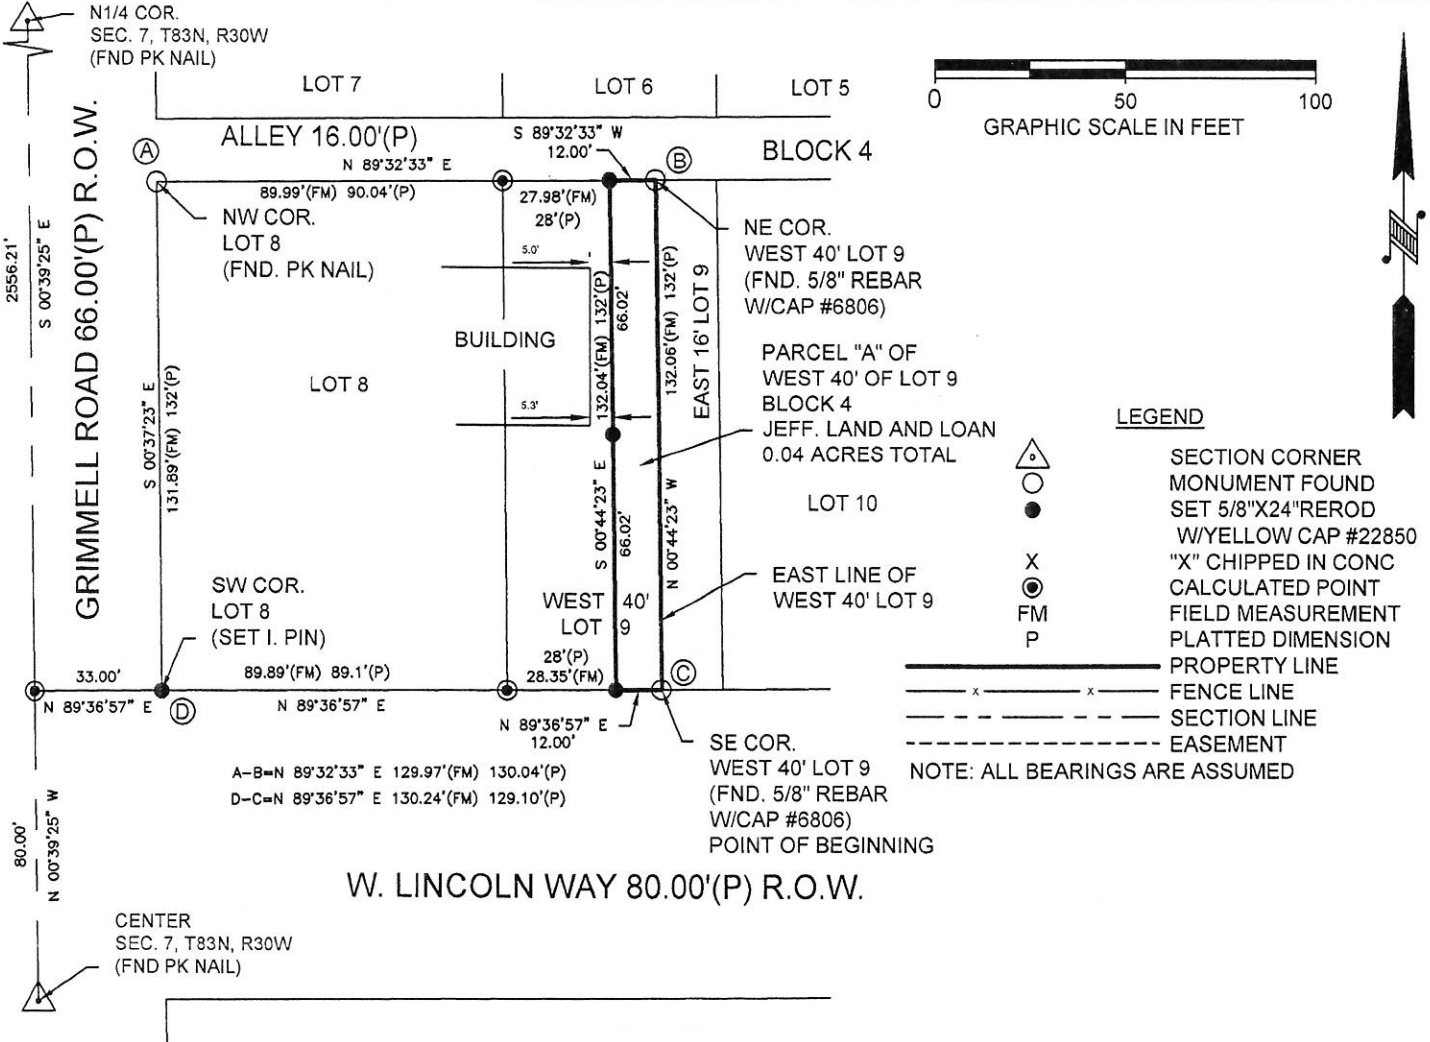 N1/4 COR.
SEC. 7, T83N, R30W
(FND PK NAIL)
LOT 7
LOT 6
LOT 5
0 50 100
GRAPHIC SCALE IN FEET
ALLEY 16.00'(P)
S 89°32'33" W
12.00'
BLOCK 4
A
N 89°32'33" E
B
89.99'(FM) 90.04'(P)
27.98'(FM)
28'(P)
NW COR.
LOT 8
(FND. PK NAIL)
NE COR.
WEST 40' LOT 9
(FND. 5/8" REBAR
W/CAP #6806)
2556.21'
S 00°39'25" E
GRIMMELL ROAD 66.00'(P) R.O.W.
5.0'
BUILDING
5.3'
LOT 8
132.04'(FM) 132'(P)
66.02'
132.06'(FM) 132'(P)
EAST 16' LOT 9
PARCEL "A" OF
WEST 40' OF LOT 9
BLOCK 4
JEFF. LAND AND LOAN
0.04 ACRES TOTAL
S 00°37'23" E
131.89'(FM) 132'(P)
S 00°44'23" E
66.02'
N 00°44'23" W
LOT 10
LEGEND
SECTION CORNER
MONUMENT FOUND
SET 5/8"X24"REROD
W/YELLOW CAP #22850
X "X" CHIPPED IN CONC
CALCULATED POINT
FM FIELD MEASUREMENT
P PLATTED DIMENSION
PROPERTY LINE
x x FENCE LINE
SECTION LINE
EASEMENT
NOTE: ALL BEARINGS ARE ASSUMED
SW COR.
LOT 8
(SET I. PIN)
WEST 40'
LOT 9
EAST LINE OF
WEST 40' LOT 9
33.00'
N 89°36'57" E
D
89.89'(FM) 89.1'(P)
N 89°36'57" E
28'(P)
28.35'(FM)
C
N 89°36'57" E
12.00'
SE COR.
WEST 40' LOT 9
(FND. 5/8" REBAR
W/CAP #6806)
POINT OF BEGINNING
A-B=N 89°32'33" E 129.97'(FM) 130.04'(P)
D-C=N 89°36'57" E 130.24'(FM) 129.10'(P)
80.00'
N 00°39'25" W
W. LINCOLN WAY 80.00'(P) R.O.W.
CENTER
SEC. 7, T83N, R30W
(FND PK NAIL)